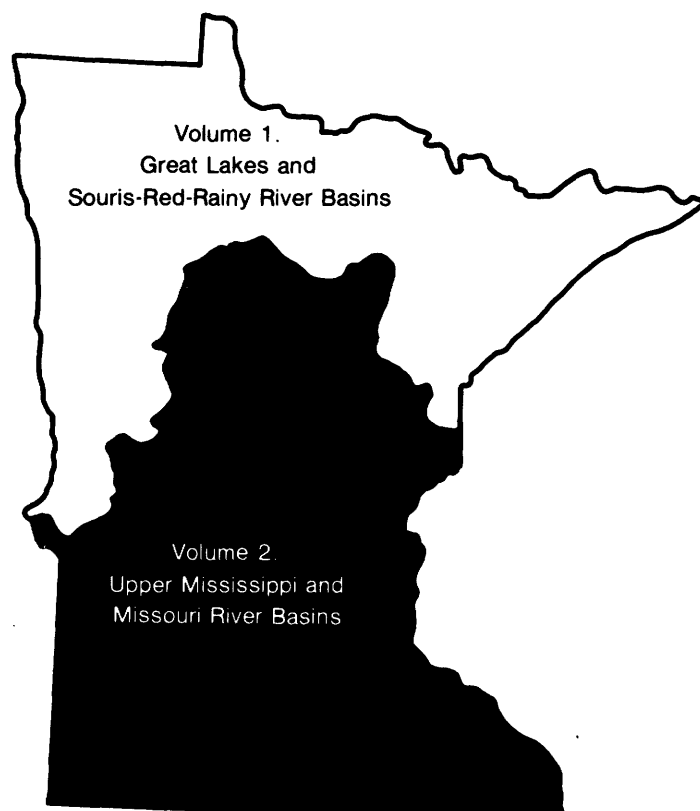 Volume 1.
Great Lakes and
Souris-Red-Rainy River Basins
Volume 2.
Upper Mississippi and
Missouri River Basins